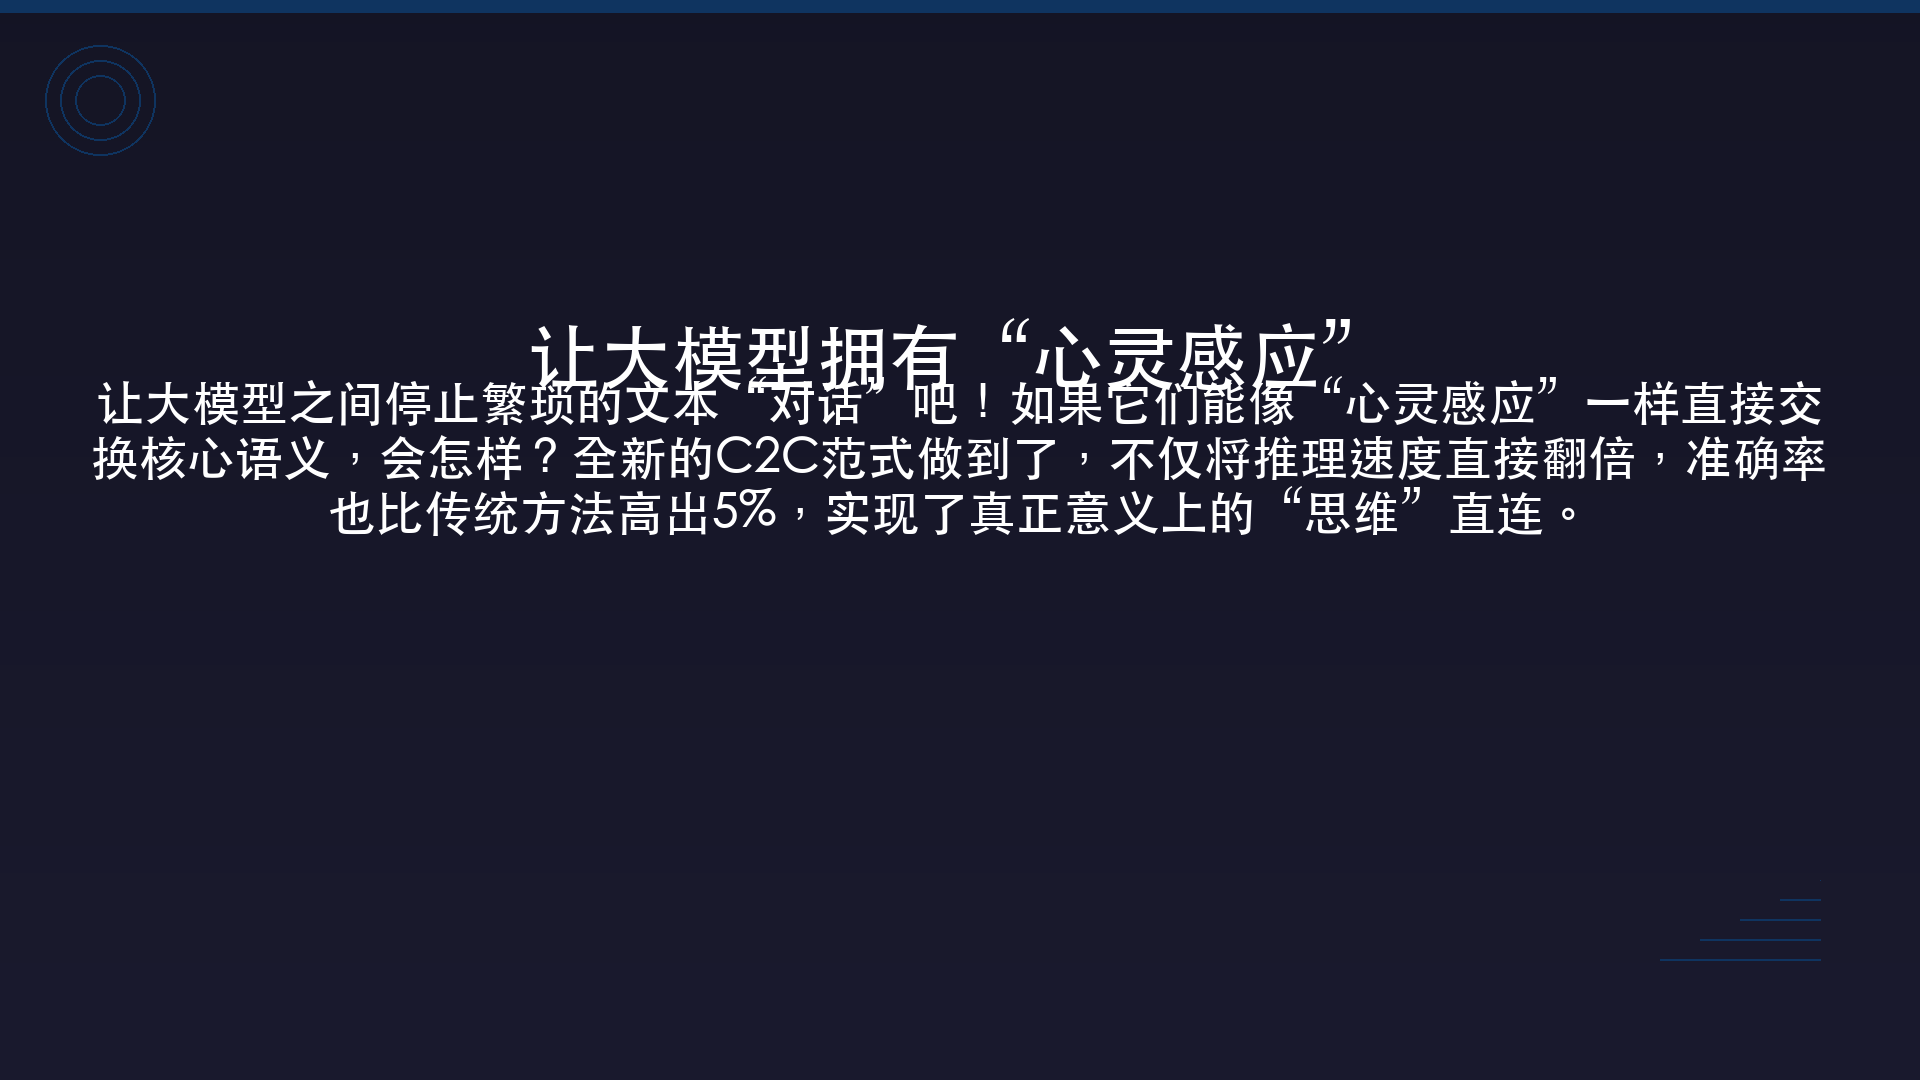 让大模型拥有“心灵感应”
让大模型之间停止繁琐的文本“对话”吧！如果它们能像“心灵感应”一样直接交
换核心语义，会怎样？全新的C2C范式做到了，不仅将推理速度直接翻倍，准确率
也比传统方法高出5%，实现了真正意义上的“思维”直连。